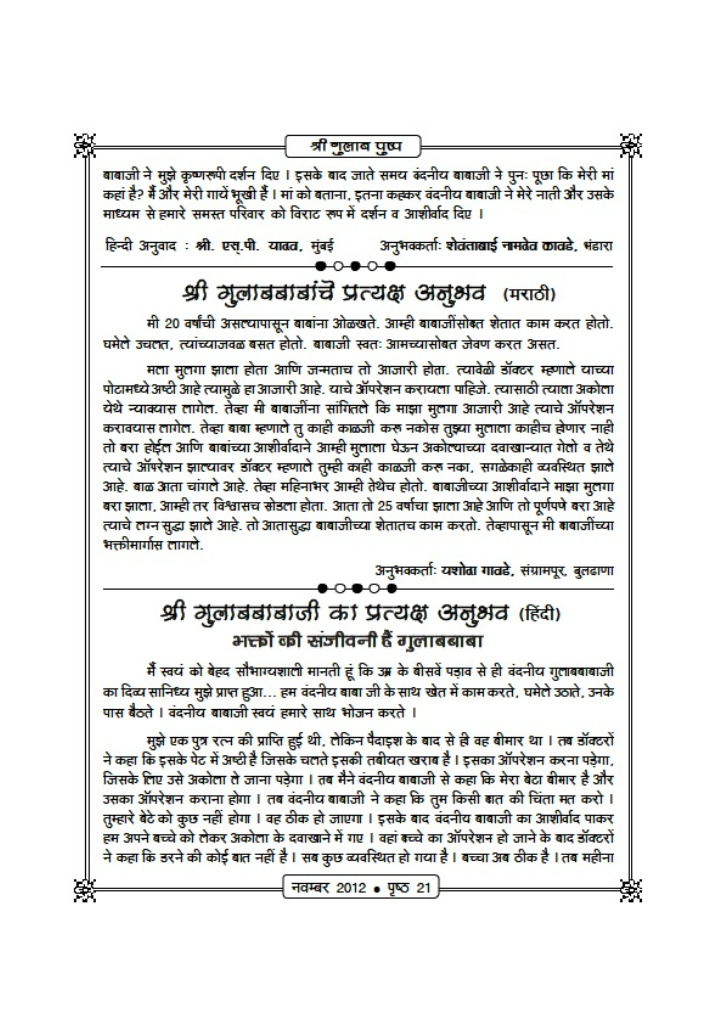 श्री गुलाब पुष्प
बाबाजी ने मुझे कृष्णरुपी दर्शन दिए । इसके बाद जाते समय वंदनीय बाबाजी ने पुनः पूछा कि मेरी मां
कहां है? मैं और मेरी गायें भूखी हैं । मां को बताना, इतना कहकर वंदनीय बाबाजी ने मेरे नाती और उसके
माध्यम से हमारे समस्त परिवार को विराट रूप में दर्शन व आशीर्वाद दिए ।
हिन्दी अनुवाद : श्री. एस्.पी. यादव, मुंबई अनुभवकर्ताः शेवंताबाई नामदेव कावडे, भंडारा
श्री गुलाबबाबांचे प्रत्यक्ष अनुभव (मराठी)
मी 20 वर्षांची असल्यापासून बाबांना ओळखते. आम्ही बाबाजींसोबत शेतात काम करत होतो.
घमेले उचलत, त्यांच्याजवळ बसत होतो. बाबाजी स्वतः आमच्यासोबत जेवण करत असत.
मला मुलगा झाला होता आणि जन्मताच तो आजारी होता. त्यावेळी डॉक्टर म्हणाले याच्या
पोटामध्ये अष्टी आहे त्यामुळे हा आजारी आहे. याचे ऑपरेशन करायला पाहिजे. त्यासाठी त्याला अकोला
येथे न्याव्यास लागेल. तेव्हा मी बाबाजींना सांगितले कि माझा मुलगा आजारी आहे त्याचे ऑपरेशन
करावयास लागेल. तेव्हा बाबा म्हणाले तु काही काळजी करू नकोस तुझ्या मुलाला काहीच होणार नाही
तो बरा होईल आणि बाबांच्या आशीर्वादाने आम्ही मुलाला घेऊन अकोल्याच्या दवाखान्यात गेलो व तेथे
त्याचे ऑपरेशन झाल्यावर डॉक्टर म्हणाले तुम्ही काही काळजी करू नका, सगळेकाही व्यवस्थित झाले
आहे. बाळ आता चांगले आहे. तेव्हा महिनाभर आम्ही तेथेच होतो. बाबाजीच्या आशीर्वादाने माझा मुलगा
बरा झाला, आम्ही तर विश्वासच सोडला होता. आता तो 25 वर्षाचा झाला आहे आणि तो पूर्णपणे बरा आहे
त्याचे लग्न सुद्धा झाले आहे. तो आतासुद्धा बाबाजीच्या शेतातच काम करतो. तेव्हापासून मी बाबाजींच्या
भक्तीमार्गास लागले.
अनुभवकर्ताः यशोदा गावडे, संग्रामपूर, बुलढाणा
श्री गुलाबबाबाजी का प्रत्यक्ष अनुभव (हिंदी)
भक्तों की संजीवनी हैं गुलाबबाबा
मैं स्वयं को बेहद सौभाग्यशाली मानती हूं कि उम्र के बीसवें पड़ाव से ही वंदनीय गुलाबबाबाजी
का दिव्य सानिध्य मुझे प्राप्त हुआ... हम वंदनीय बाबा जी के साथ खेत में काम करते, घमेले उठाते, उनके
पास बैठते । वंदनीय बाबाजी स्वयं हमारे साथ भोजन करते ।
मुझे एक पुत्र रत्न की प्राप्ति हुई थी, लेकिन पैदाइश के बाद से ही वह बीमार था । तब डॉक्टरों
ने कहा कि इसके पेट में अष्टी है जिसके चलते इसकी तबीयत खराब है । इसका ऑपरेशन करना पड़ेगा,
जिसके लिए उसे अकोला ले जाना पड़ेगा । तब मैने वंदनीय बाबाजी से कहा कि मेरा बेटा बीमार है और
उसका ऑपरेशन कराना होगा । तब वंदनीय बाबाजी ने कहा कि तुम किसी बात की चिंता मत करो ।
तुम्हारे बेटे को कुछ नहीं होगा । वह ठीक हो जाएगा । इसके बाद वंदनीय बाबाजी का आशीर्वाद पाकर
हम अपने बच्चे को लेकर अकोला के दवाखाने में गए । वहां बच्चे का ऑपरेशन हो जाने के बाद डॉक्टरों
ने कहा कि डरने की कोई बात नहीं है । सब कुछ व्यवस्थित हो गया है । बच्चा अब ठीक है । तब महीना
नवम्बर 2012 ● पृष्ठ 21